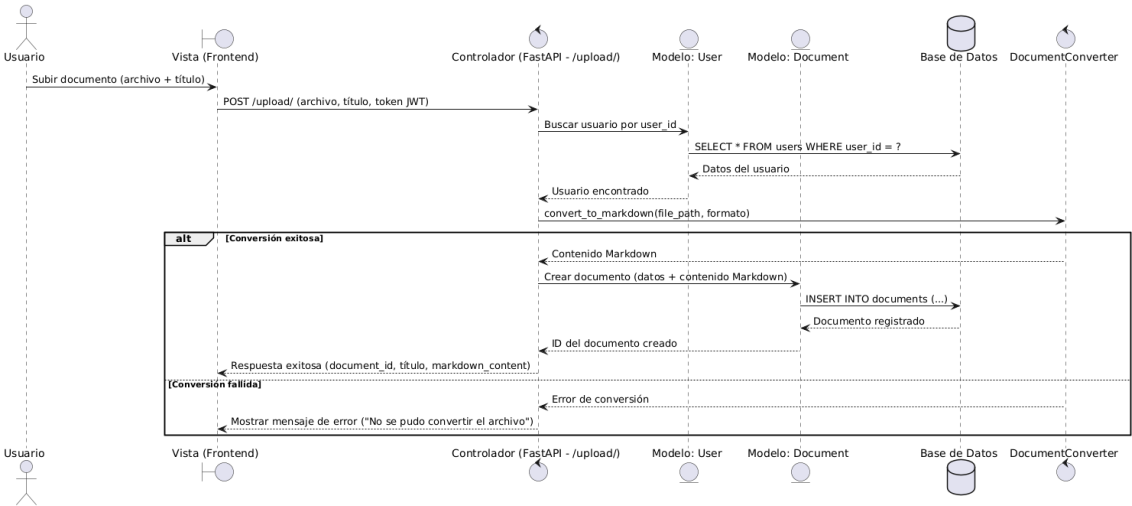 Usuario
Vista (Frontend)
Controlador (FastAPI - /upload/)
Modelo: User
Modelo: Document
Base de Datos
DocumentConverter
Subir documento (archivo + título)
POST /upload/ (archivo, título, token JWT)
Buscar usuario por user_id
SELECT * FROM users WHERE user_id = ?
Datos del usuario
Usuario encontrado
convert_to_markdown(file_path, formato)
alt
[Conversión exitosa]
Contenido Markdown
Crear documento (datos + contenido Markdown)
INSERT INTO documents (...)
Documento registrado
ID del documento creado
Respuesta exitosa (document_id, título, markdown_content)
[Conversión fallida]
Error de conversión
Mostrar mensaje de error ("No se pudo convertir el archivo")
Usuario
Vista (Frontend)
Controlador (FastAPI - /upload/)
Modelo: User
Modelo: Document
Base de Datos
DocumentConverter